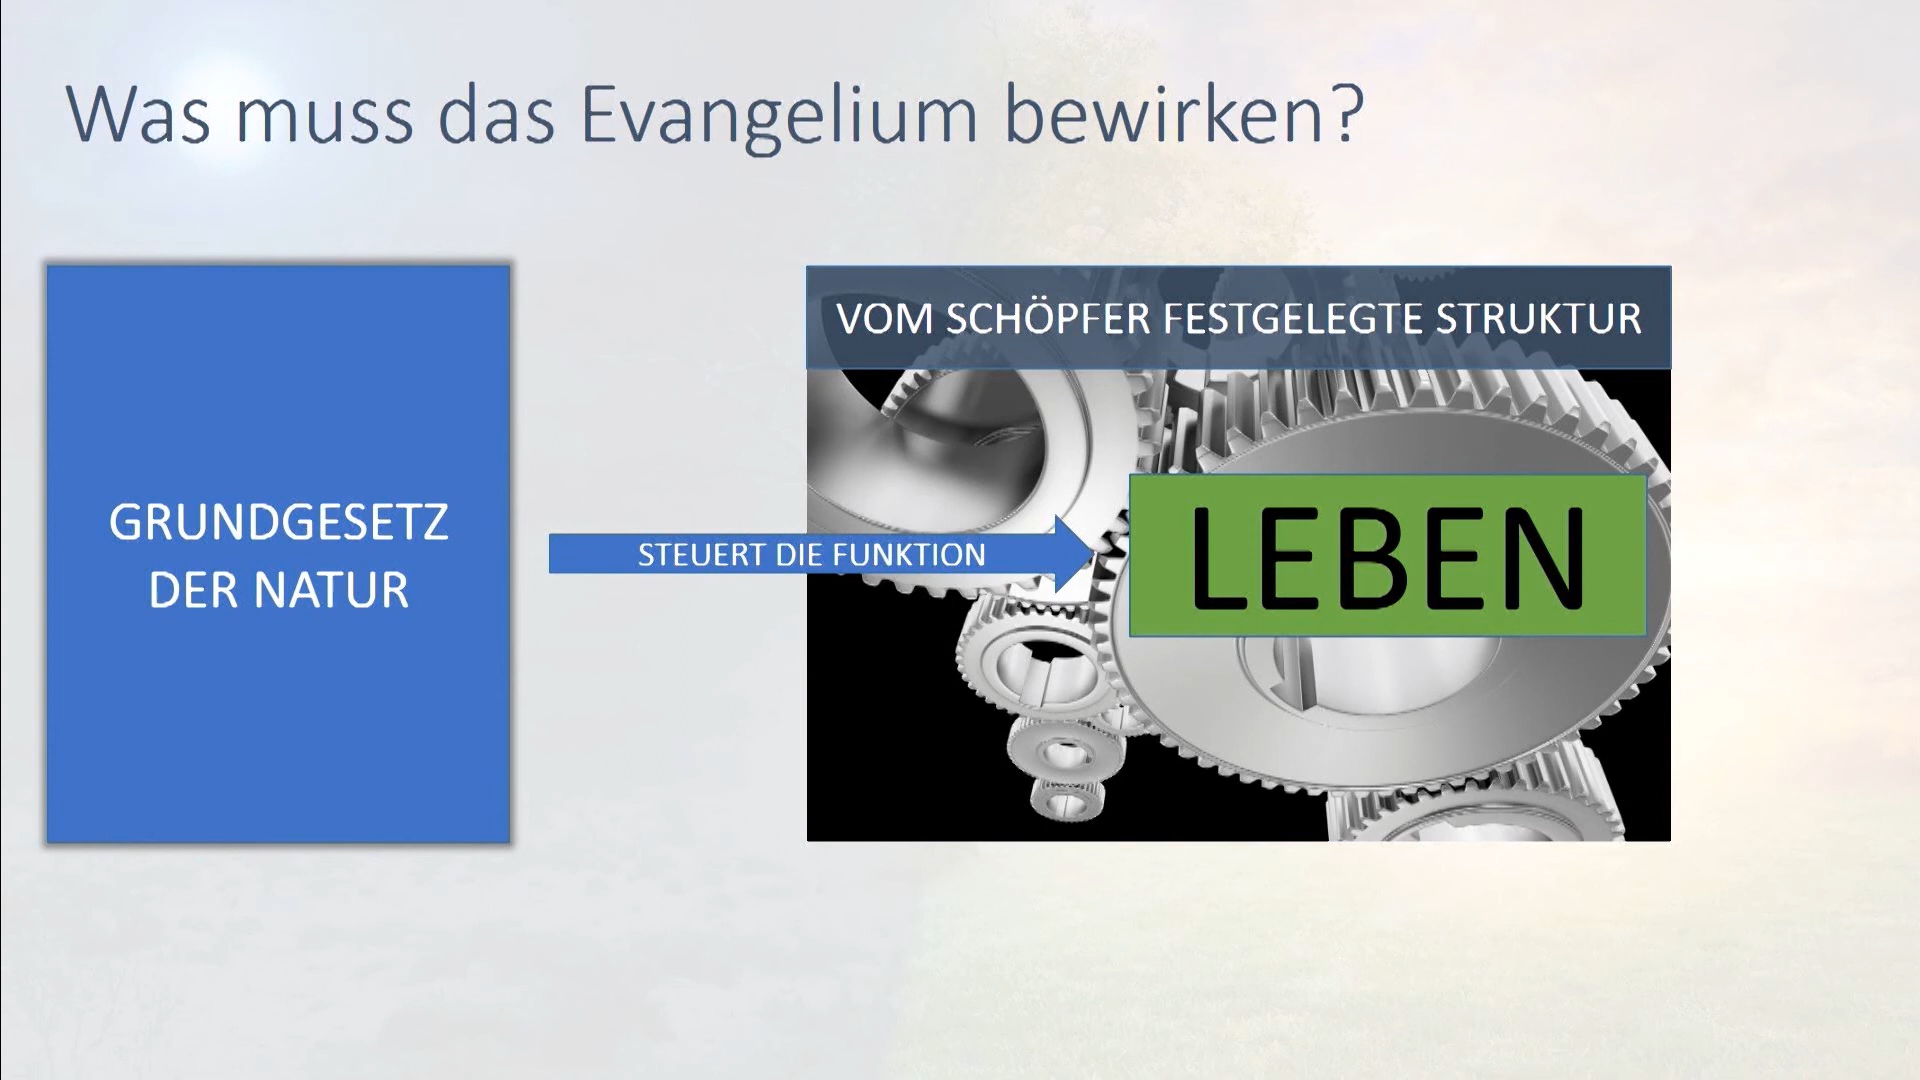 Was muss das Evangelium bewirken?
VOM SCHÖPFER FESTGELEGTE STRUKTUR
GRUNDGESETZ
DER NATUR
STEUERT DIE FUNKTION
LEBEN